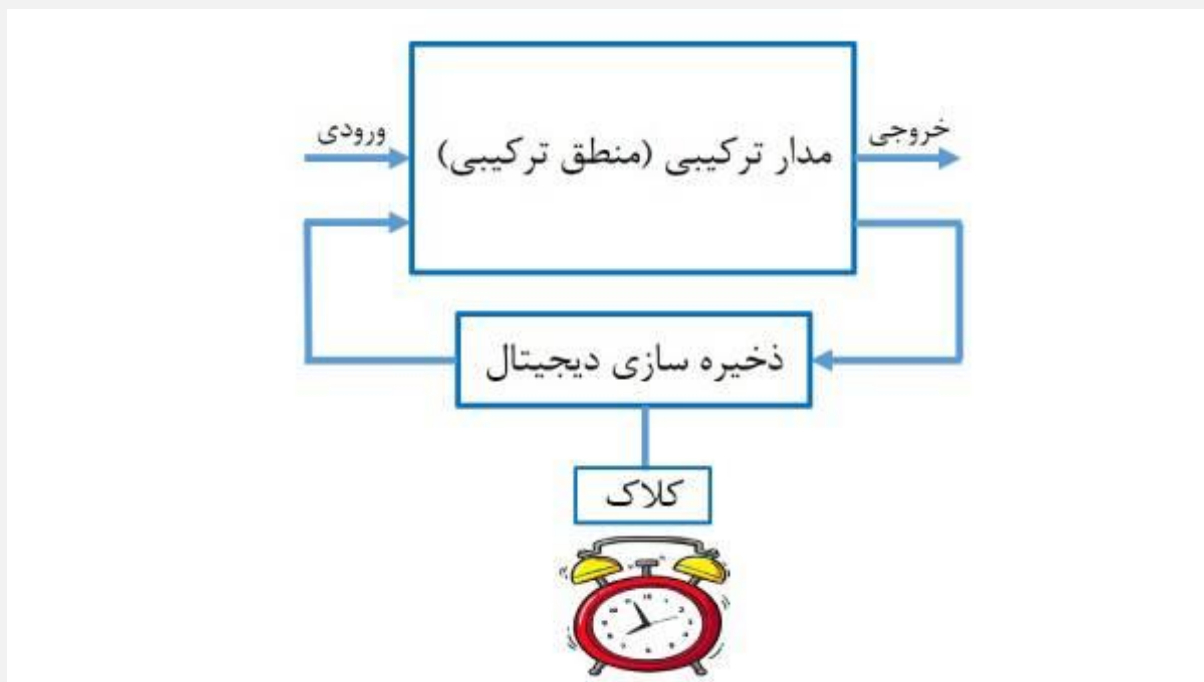 ورودی
خروجی
مدار ترکیبی (منطق ترکیبی)
ذخیره سازی دیجیتال
کلاک